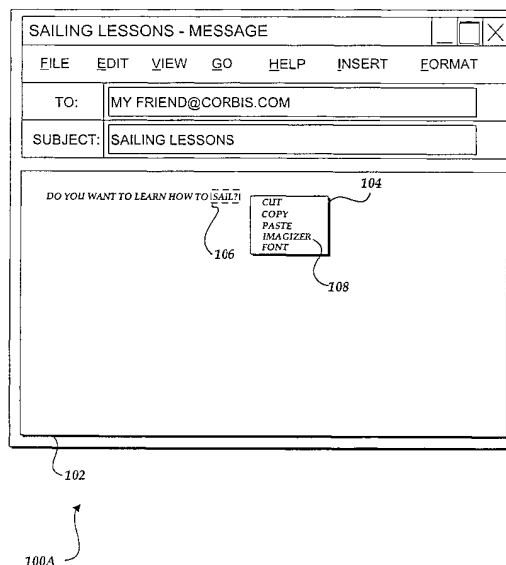 SAILING LESSONS - MESSAGE
FILE EDIT VIEW GO HELP INSERT FORMAT
TO: MY FRIEND@CORBIS.COM
SUBJECT: SAILING LESSONS
DO YOU WANT TO LEARN HOW TO SAIL?
104
CUT
COPY
PASTE
IMAGIZER
FONT
106
108
102
100A